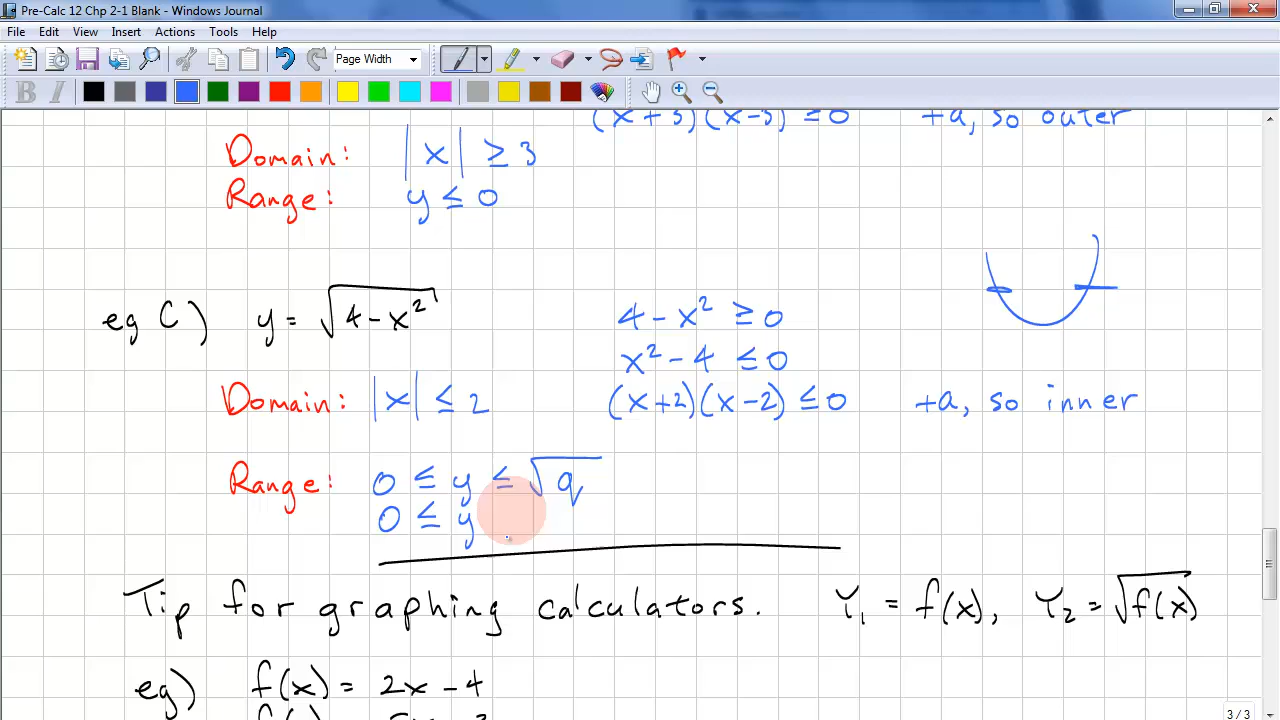 Pre-Calc 12 Chp 2-1 Blank - Windows Journal
File Edit View Insert Actions Tools Help
Page Width
B I
(x+3)(x-3) ≤ 0 +a, so outer
Domain: |x| ≥ 3
Range: y ≤ 0
eg C) y = √(4-x²) 4 - x² ≥ 0
x² - 4 ≤ 0
Domain: |x| ≤ 2 (x+2)(x-2) ≤ 0 +a, so inner
Range: 0 ≤ y ≤ √q
0 ≤ y
Tip for graphing calculators. Y₁ = f(x), Y₂ = √f(x)
eg) f(x) = 2x - 4
3/3